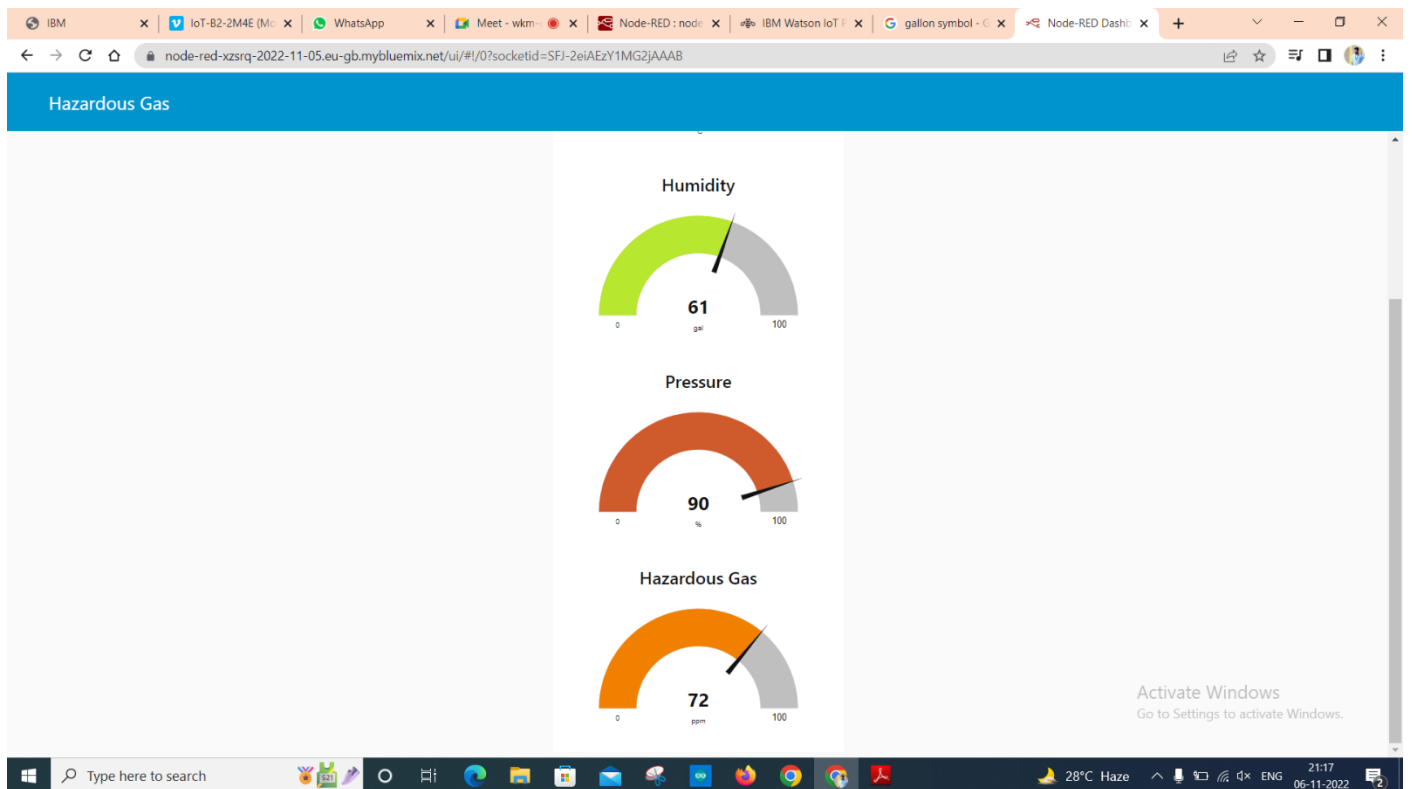 IBM
IoT-B2-2M4E (Mo
WhatsApp
Meet - wkm-
Node-RED : node
IBM Watson IoT P
gallon symbol - G
Node-RED Dashb
node-red-xzsrq-2022-11-05.eu-gb.mybluemix.net/ui/#!/0?socketid=SFJ-2eiAEzY1MG2jAAAB
Hazardous Gas
Humidity
61
gal
0
100
Pressure
90
%
0
100
Hazardous Gas
72
ppm
0
100
Activate Windows
Go to Settings to activate Windows.
Type here to search
28°C Haze
ENG
21:17
06-11-2022
2